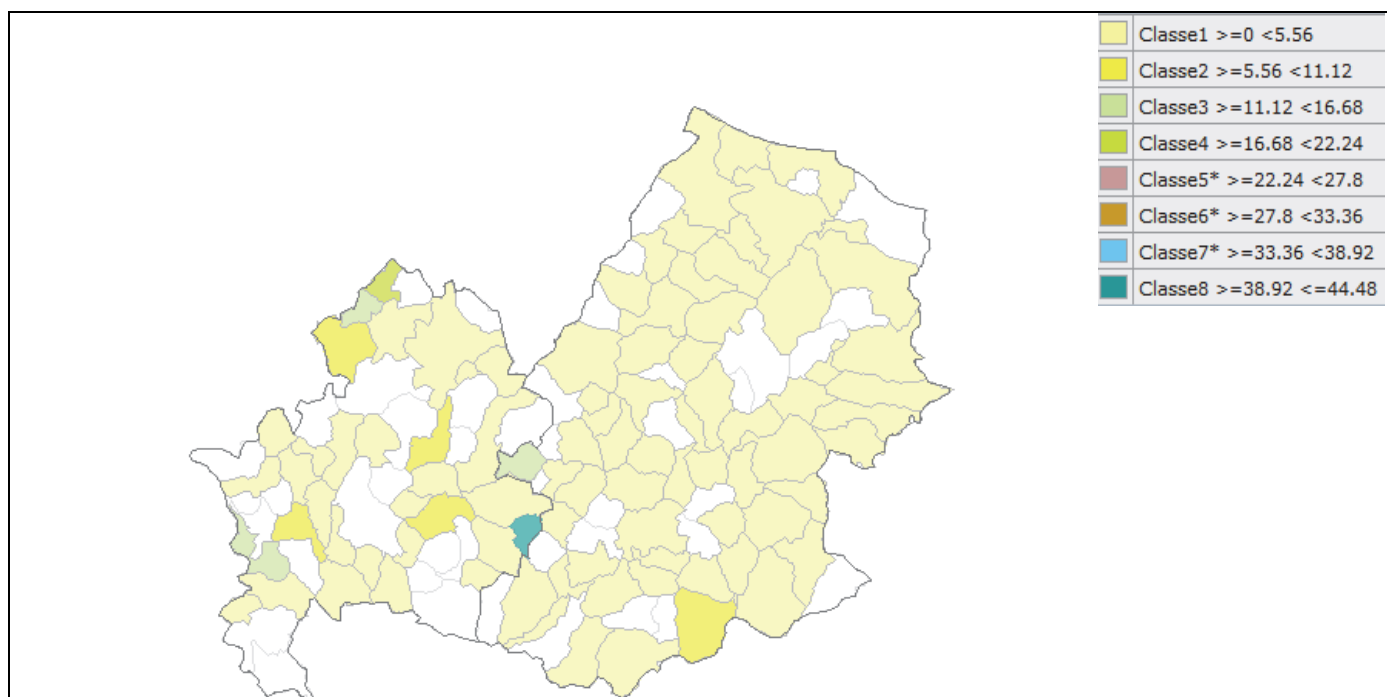 Classe1 >=0 <5.56
Classe2 >=5.56 <11.12
Classe3 >=11.12 <16.68
Classe4 >=16.68 <22.24
Classe5* >=22.24 <27.8
Classe6* >=27.8 <33.36
Classe7* >=33.36 <38.92
Classe8 >=38.92 <=44.48